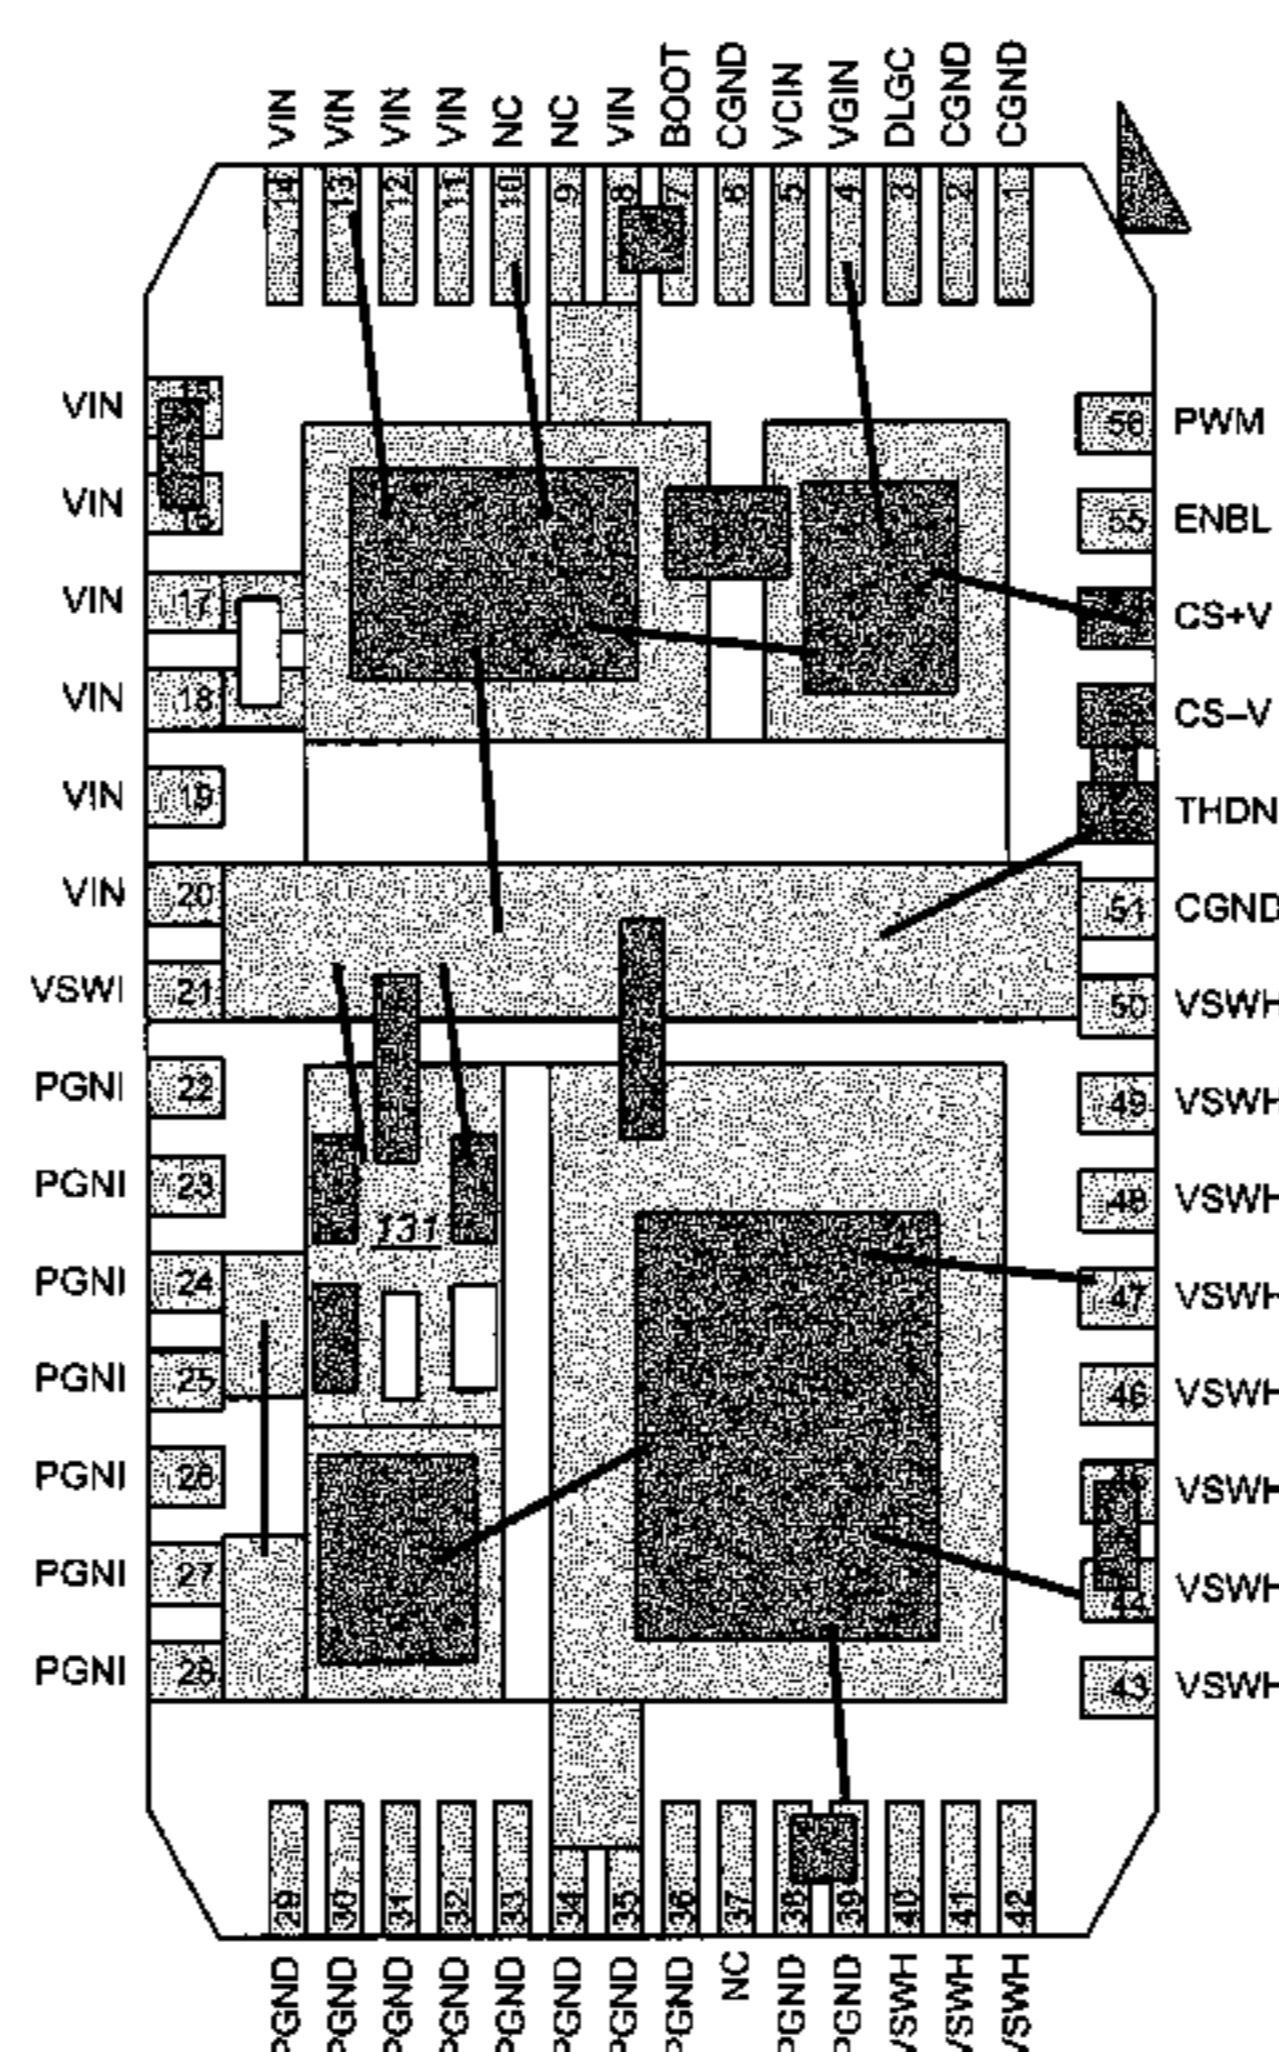 VIN VIN VIN VIN NC NC VIN BOOT CGND VCIN VGIN DLGC CGND CGND
14 13 12 11 10 9 8 7 6 5 4 3 2 1
VIN
56 PWM
VIN
55 ENBL
VIN 17
CS+V
VIN 18
CS–V
VIN 19
THDN
VIN 20
51 CGND
VSWI 21
50 VSWH
PGNI 22
49 VSWH
PGNI 23
48 VSWH
131
PGNI 24
47 VSWH
PGNI 25
46 VSWH
PGNI 26
45 VSWH
PGNI 27
44 VSWH
PGNI 28
43 VSWH
29 30 31 32 33 34 35 36 37 38 39 40 41 42
PGND PGND PGND PGND PGND PGND PGND PGND NC PGND PGND VSWH VSWH VSWH